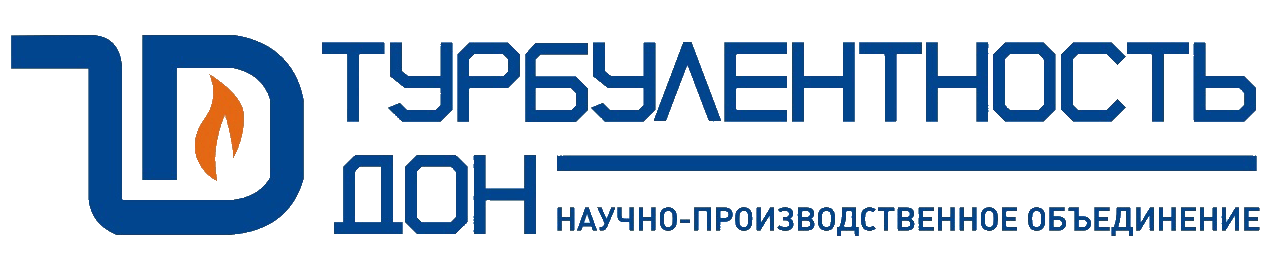 ТУРБУЛЕНТНОСТЬ
ДОН
НАУЧНО-ПРОИЗВОДСТВЕННОЕ ОБЪЕДИНЕНИЕ